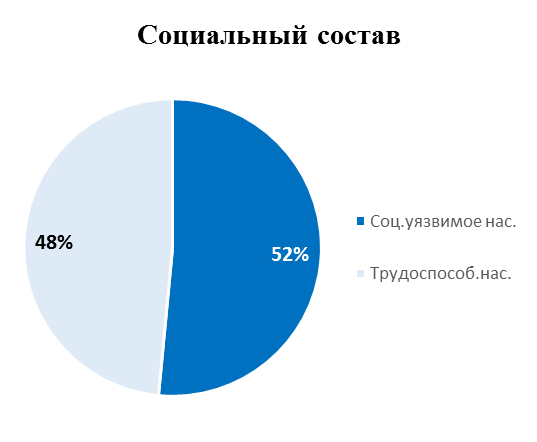 Социальный состав
48%
52%
Соц.уязвимое нас.
Трудоспособ.нас.